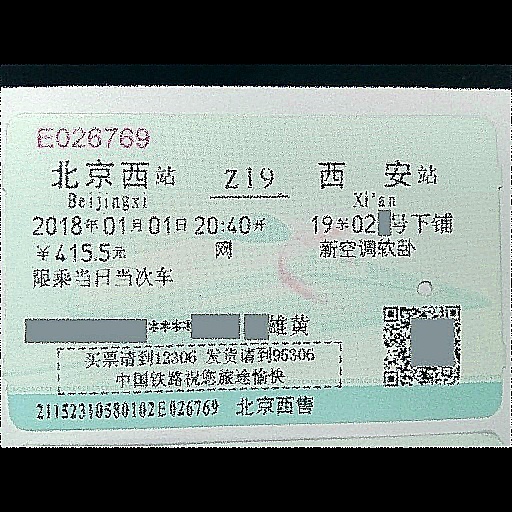 E026769
北京西站 Z19 西安站
Beijingxi Xi'an
2018年01月01日20:40开 19车02号下铺
￥415.5元 网 新空调软卧
限乘当日当次车
****雄黄
买票请到12306 发货请到95306
中国铁路祝您旅途愉快
21152310580102E026769 北京西售